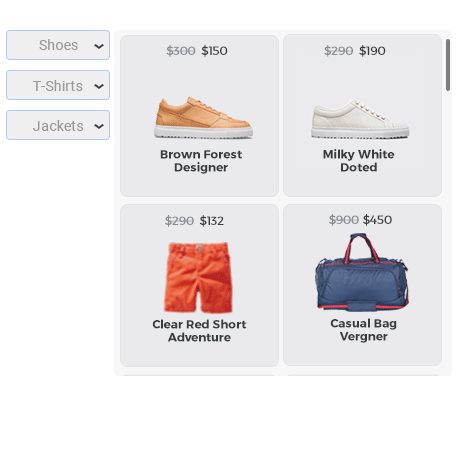 Shoes
T-Shirts
Jackets
$300 $150
Brown Forest
Designer
$290 $190
Milky White
Doted
$290 $132
Clear Red Short
Adventure
$900 $450
Casual Bag
Vergner